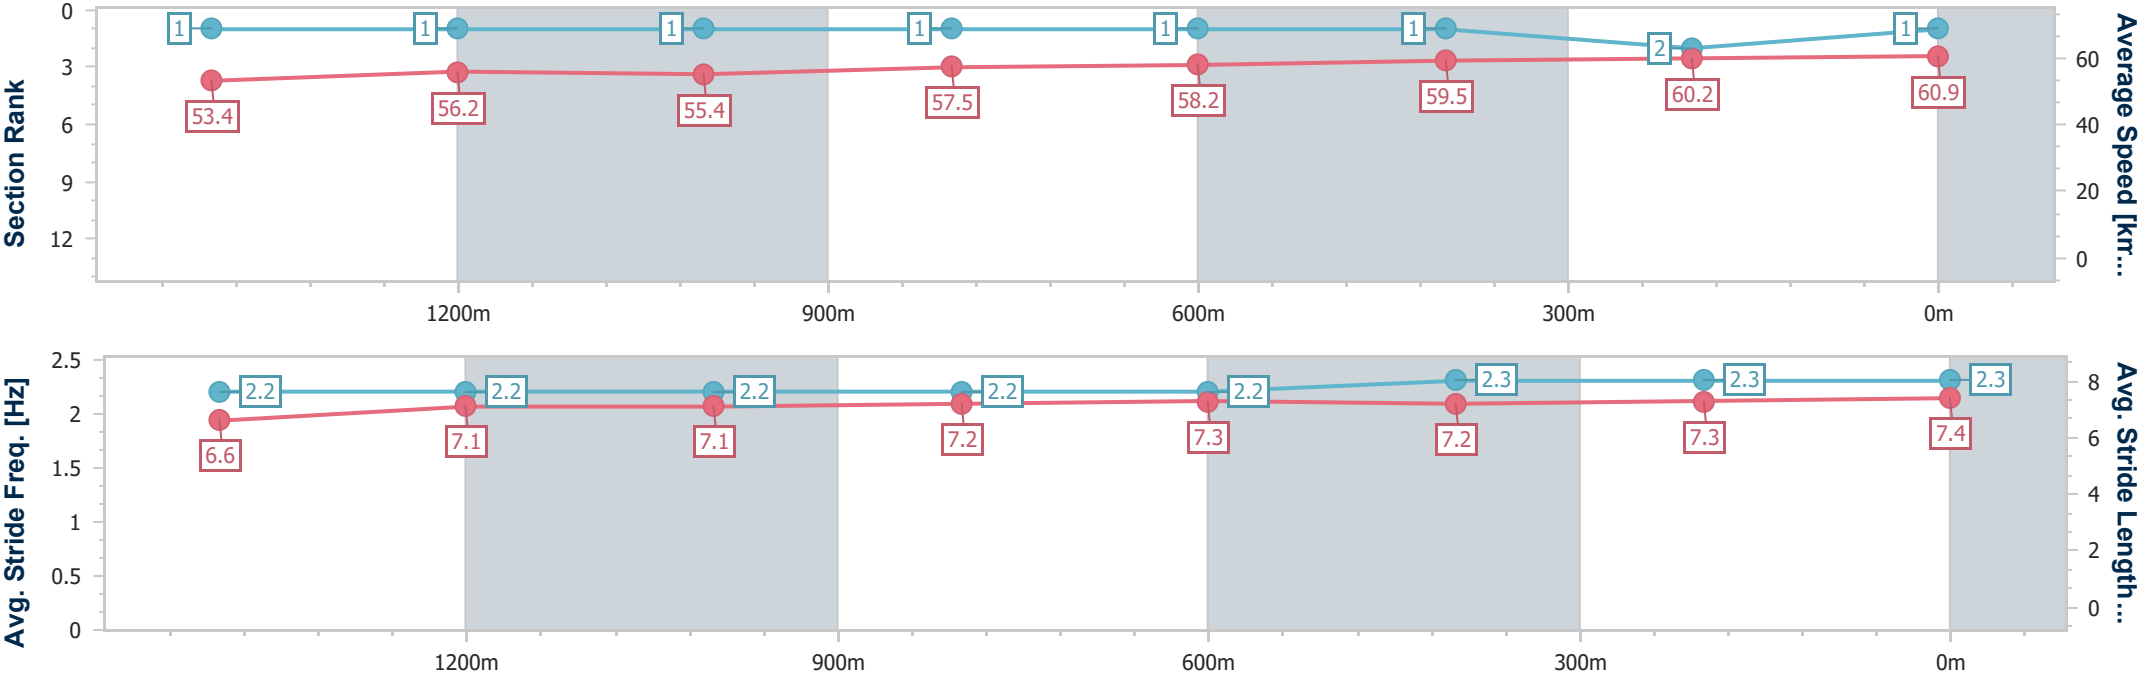 Section Rank
0
3
6
9
12
1 1 1 1 1 1 2 1
53.4 56.2 55.4 57.5 58.2 59.5 60.2 60.9
60
40
20
0
Average Speed [km...
1200m 900m 600m 300m 0m
Avg. Stride Freq. [Hz]
2.5
2
1.5
1
0.5
0
2.2 2.2 2.2 2.2 2.2 2.3 2.3 2.3
6.6 7.1 7.1 7.2 7.3 7.2 7.3 7.4
8
6
4
2
0
Avg. Stride Length...
1200m 900m 600m 300m 0m